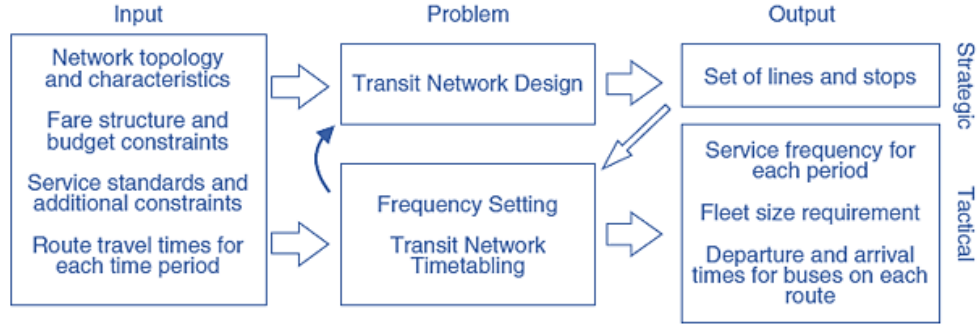 Input
Problem
Output
Network topology
and characteristics
Fare structure and
budget constraints
Service standards and
additional constraints
Route travel times for
each time period
Transit Network Design
Frequency Setting
Transit Network
Timetabling
Set of lines and stops
Service frequency for
each period
Fleet size requirement
Departure and arrival
times for buses on each
route
Strategic
Tactical